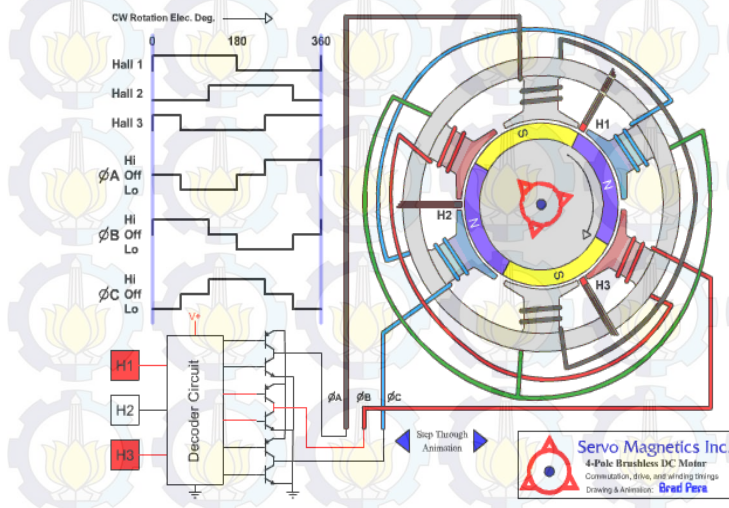 CW Rotation Elec. Deg.
0 180 360
Hall 1
Hall 2
Hall 3
Hi
ØA Off
Lo
Hi
ØB Off
Lo
Hi
ØC Off
Lo
V+
H1
H2
H3
Decoder Circuit
ØA ØB ØC
S
N
N
S
H1
H2
H3
Step Through
Animation
Servo Magnetics Inc.
4-Pole Brushless DC Motor
Commutation, drive, and winding timings
Drawing & Animation: Brad Pera